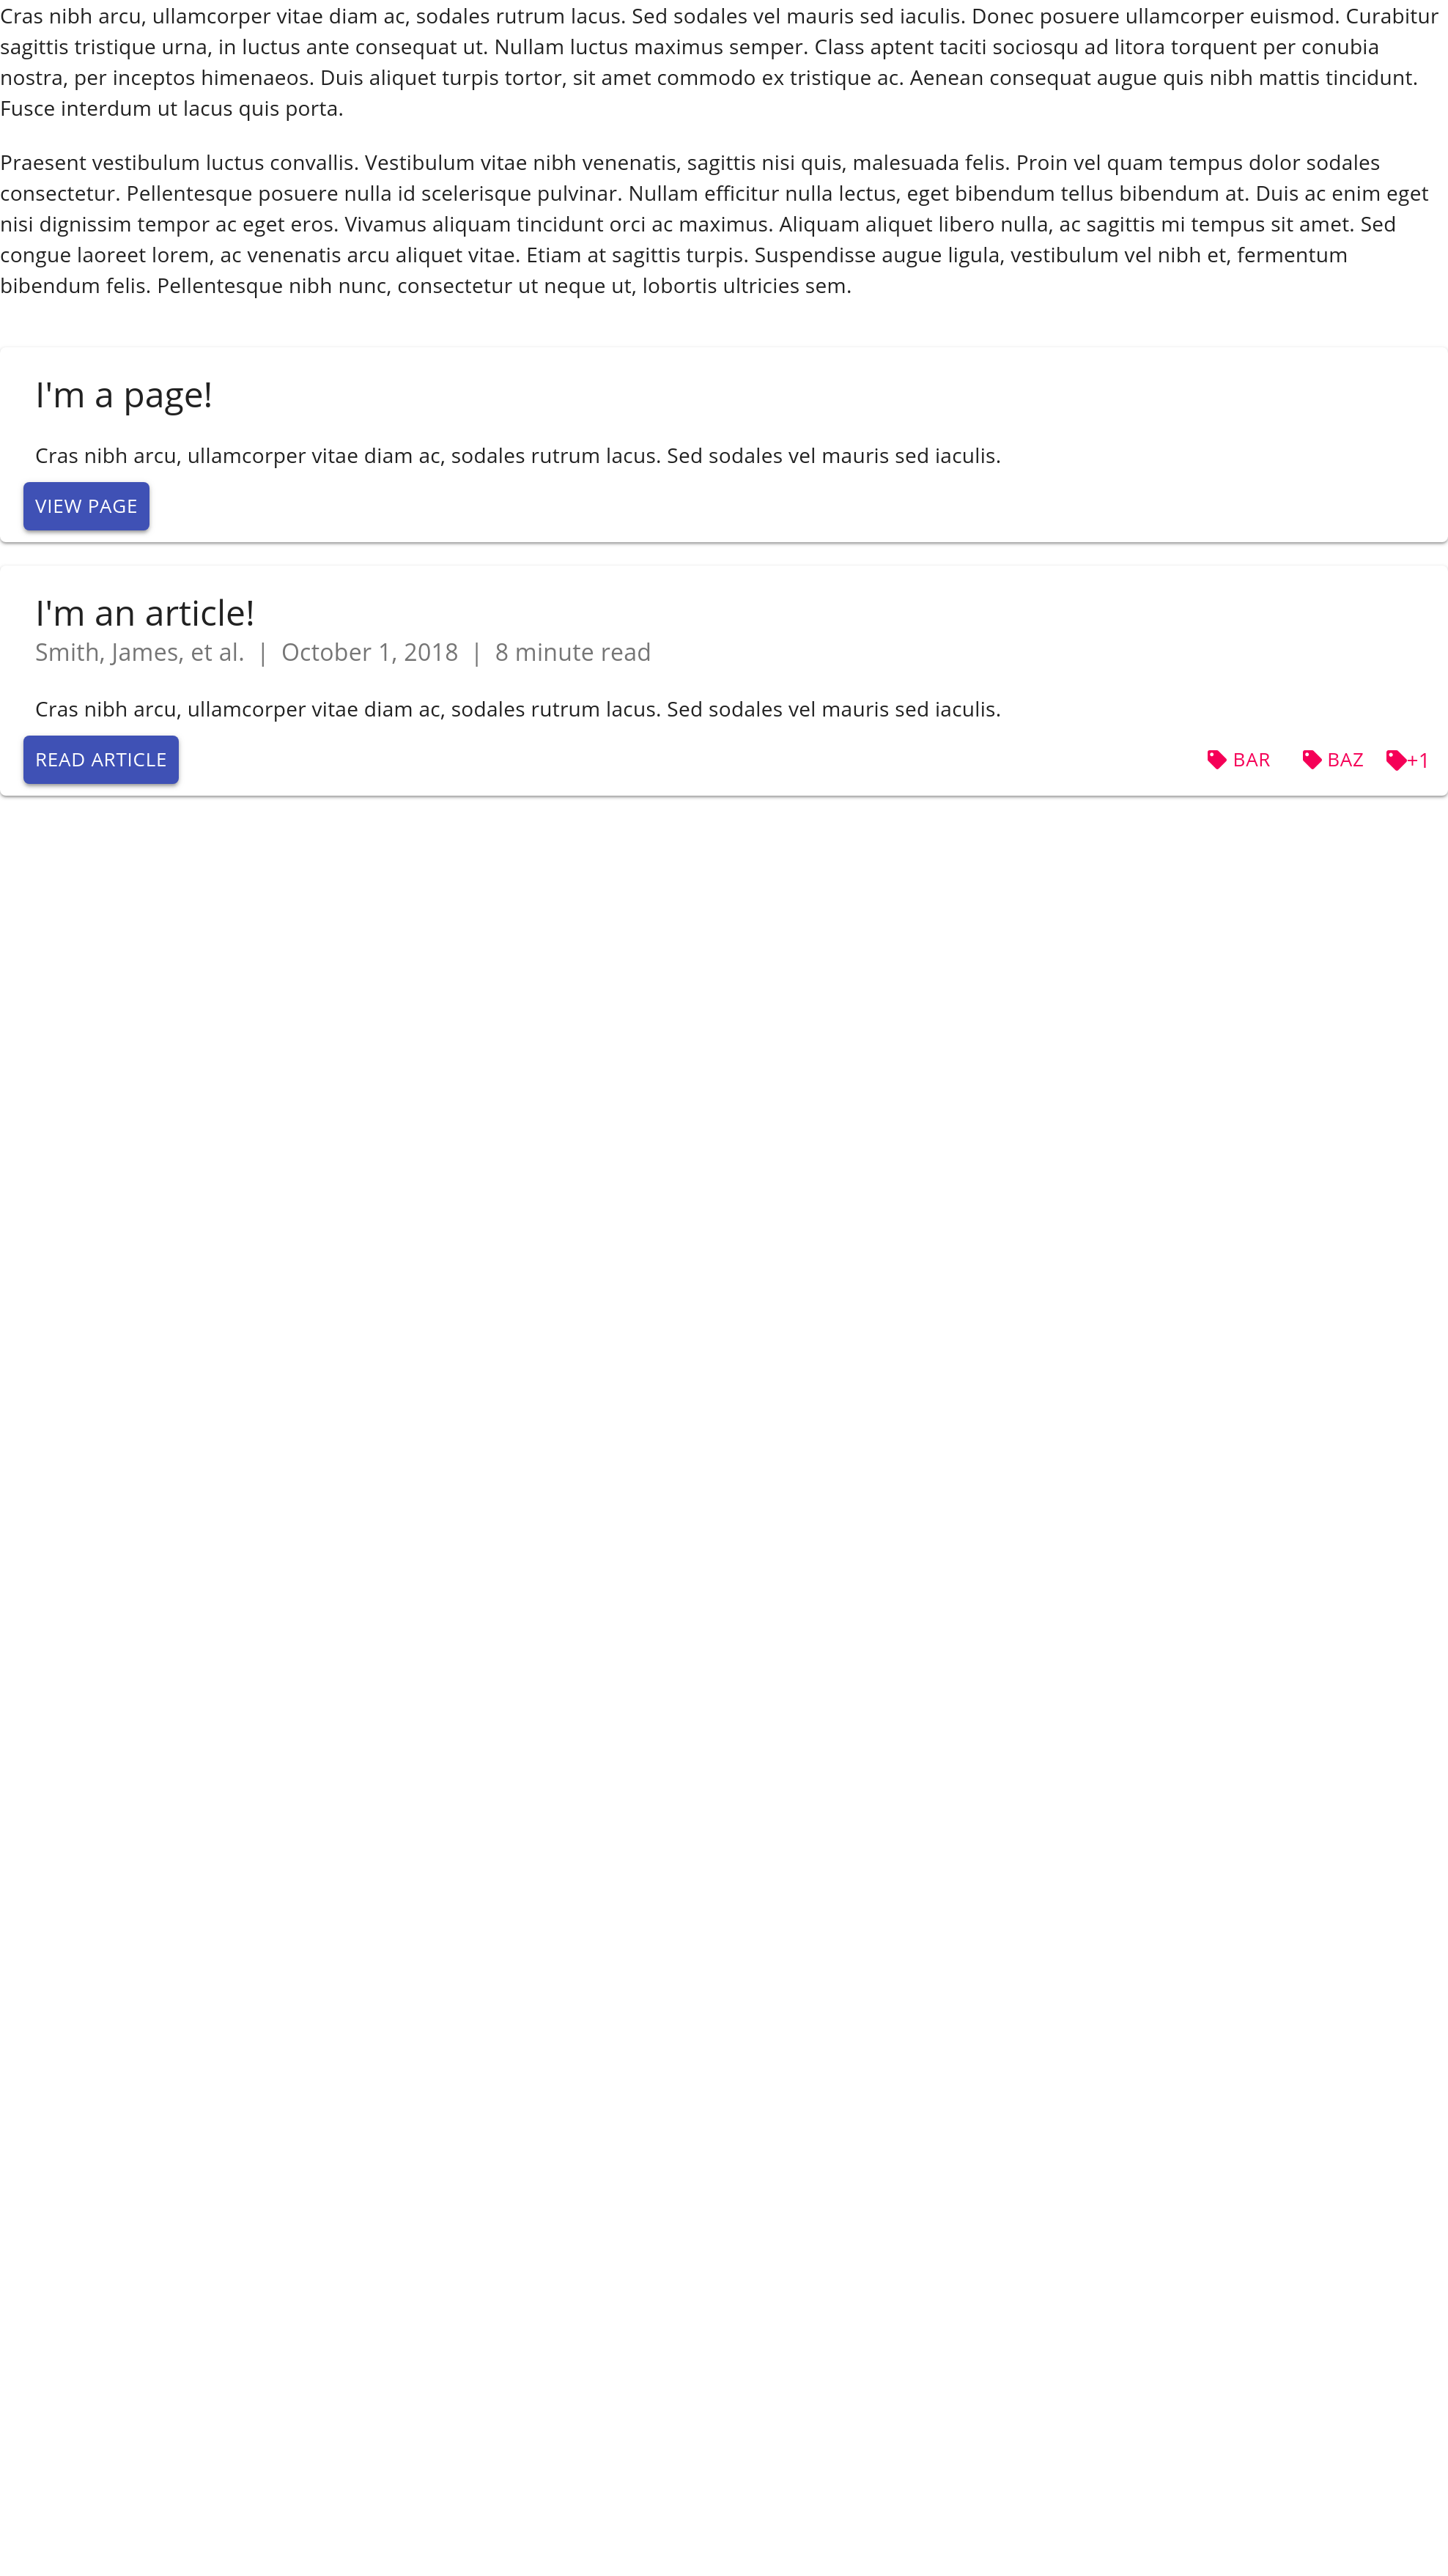 Cras nibh arcu, ullamcorper vitae diam ac, sodales rutrum lacus. Sed sodales vel mauris sed iaculis. Donec posuere ullamcorper euismod. Curabitur
sagittis tristique urna, in luctus ante consequat ut. Nullam luctus maximus semper. Class aptent taciti sociosqu ad litora torquent per conubia
nostra, per inceptos himenaeos. Duis aliquet turpis tortor, sit amet commodo ex tristique ac. Aenean consequat augue quis nibh mattis tincidunt.
Fusce interdum ut lacus quis porta.
Praesent vestibulum luctus convallis. Vestibulum vitae nibh venenatis, sagittis nisi quis, malesuada felis. Proin vel quam tempus dolor sodales
consectetur. Pellentesque posuere nulla id scelerisque pulvinar. Nullam efficitur nulla lectus, eget bibendum tellus bibendum at. Duis ac enim eget
nisi dignissim tempor ac eget eros. Vivamus aliquam tincidunt orci ac maximus. Aliquam aliquet libero nulla, ac sagittis mi tempus sit amet. Sed
congue laoreet lorem, ac venenatis arcu aliquet vitae. Etiam at sagittis turpis. Suspendisse augue ligula, vestibulum vel nibh et, fermentum
bibendum felis. Pellentesque nibh nunc, consectetur ut neque ut, lobortis ultricies sem.
I'm a page!
Cras nibh arcu, ullamcorper vitae diam ac, sodales rutrum lacus. Sed sodales vel mauris sed iaculis.
VIEW PAGE
I'm an article!
Smith, James, et al. | October 1, 2018 | 8 minute read
Cras nibh arcu, ullamcorper vitae diam ac, sodales rutrum lacus. Sed sodales vel mauris sed iaculis.
READ ARTICLE BAR BAZ +1